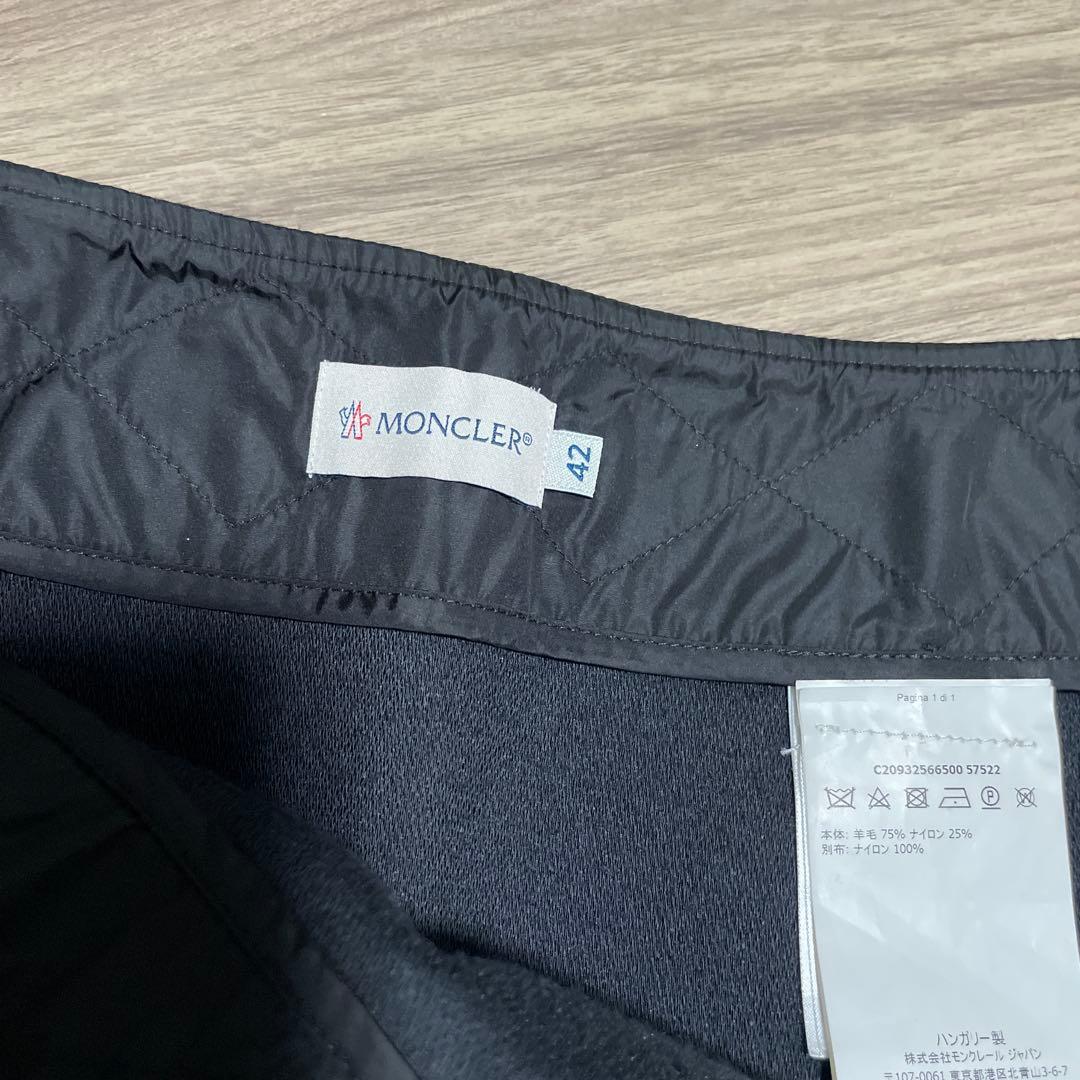 MONCLER®
42
Pagina 1 di 1
C20932566500 57522
本体: 羊毛 75% ナイロン 25%
別布: ナイロン 100%
ハンガリー製
株式会社モンクレール ジャパン
〒107-0061 東京都港区北青山3-6-7